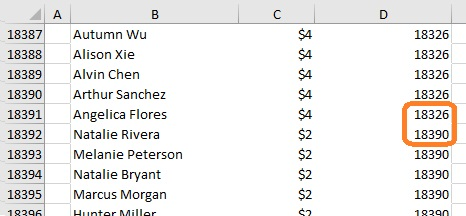 A B C D
18387 Autumn Wu $4 18326
18388 Alison Xie $4 18326
18389 Alvin Chen $4 18326
18390 Arthur Sanchez $4 18326
18391 Angelica Flores $4 18326
18392 Natalie Rivera $2 18390
18393 Melanie Peterson $2 18390
18394 Natalie Bryant $2 18390
18395 Marcus Morgan $2 18390
18396 Hunter Miller $2 18390